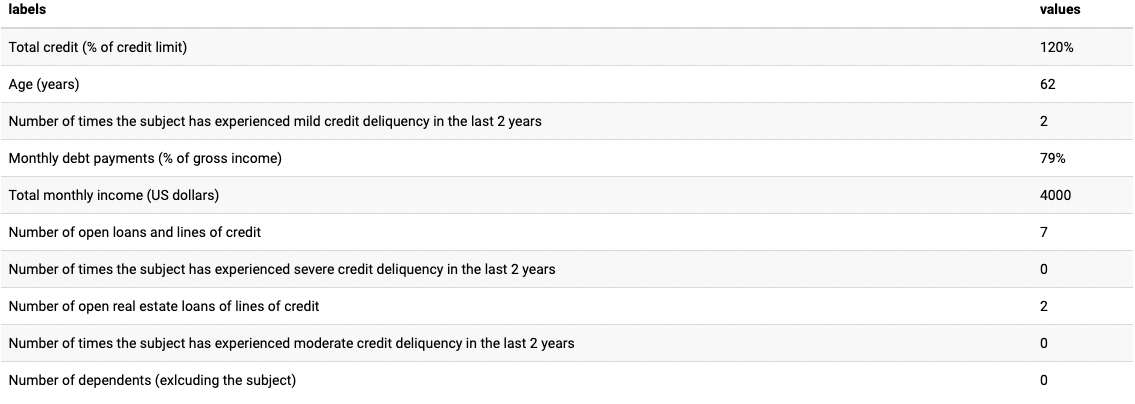 labels values
Total credit (% of credit limit) 120%
Age (years) 62
Number of times the subject has experienced mild credit deliquency in the last 2 years 2
Monthly debt payments (% of gross income) 79%
Total monthly income (US dollars) 4000
Number of open loans and lines of credit 7
Number of times the subject has experienced severe credit deliquency in the last 2 years 0
Number of open real estate loans of lines of credit 2
Number of times the subject has experienced moderate credit deliquency in the last 2 years 0
Number of dependents (exlcuding the subject) 0